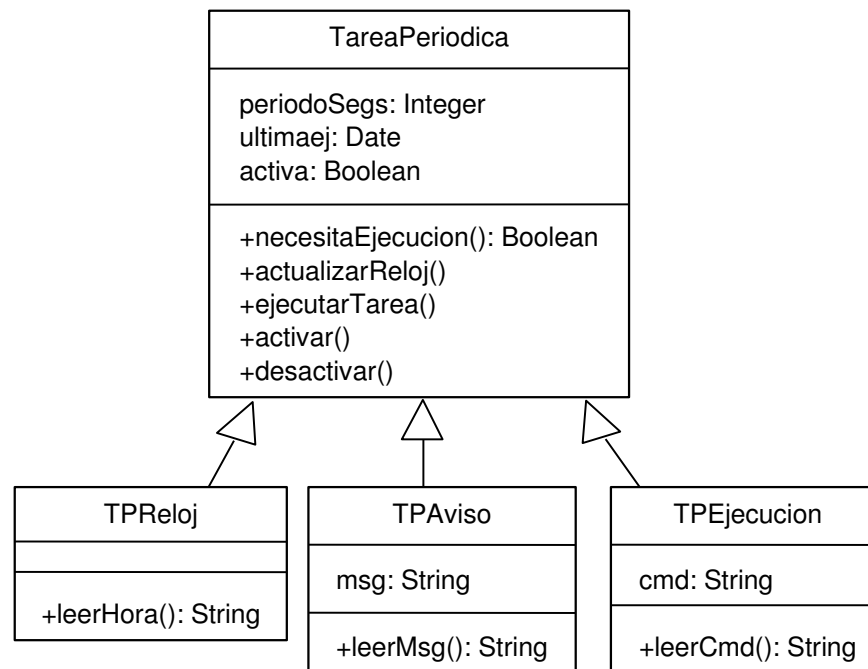 TareaPeriodica
periodoSegs: Integer
ultimaej: Date
activa: Boolean
+necesitaEjecucion(): Boolean
+actualizarReloj()
+ejecutarTarea()
+activar()
+desactivar()
TPReloj
+leerHora(): String
TPAviso
msg: String
+leerMsg(): String
TPEjecucion
cmd: String
+leerCmd(): String